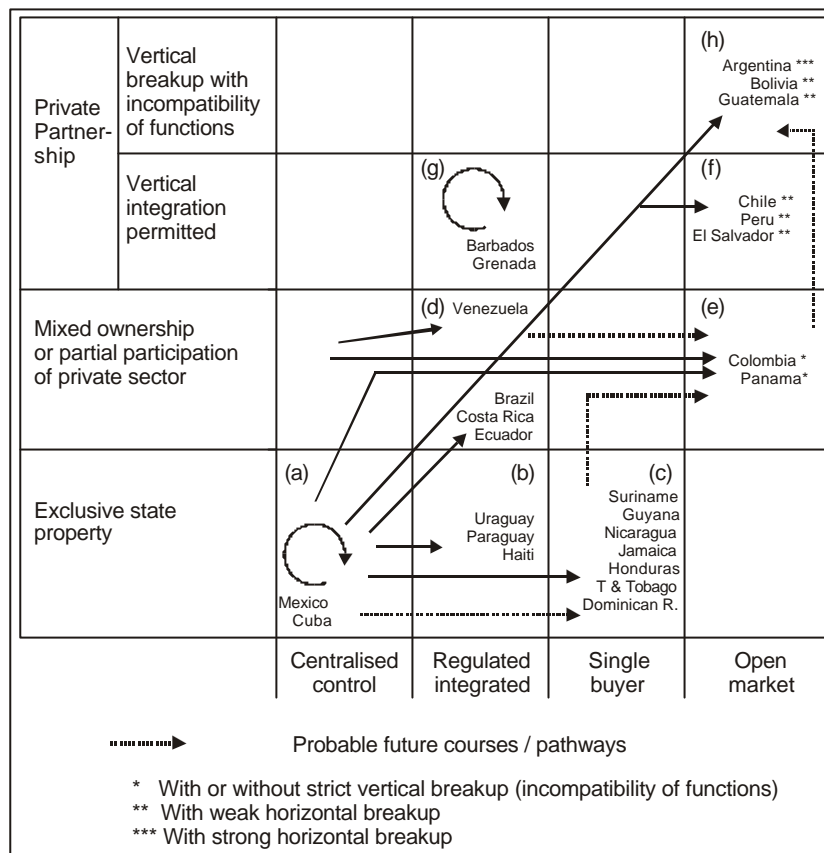 Private
Partner-
ship
Vertical
breakup with
incompatibility
of functions
(h)
Argentina ***
Bolivia **
Guatemala **
Vertical
integration
permitted
(g)
Barbados
Grenada
(f)
Chile **
Peru **
El Salvador **
Mixed ownership
or partial participation
of private sector
(d)
Venezuela
Brazil
Costa Rica
Ecuador
(e)
Colombia *
Panama*
Exclusive state
property
(a)
Mexico
Cuba
(b)
Uraguay
Paraguay
Haiti
(c)
Suriname
Guyana
Nicaragua
Jamaica
Honduras
T & Tobago
Dominican R.
Centralised
control
Regulated
integrated
Single
buyer
Open
market
Probable future courses / pathways
* With or without strict vertical breakup (incompatibility of functions)
** With weak horizontal breakup
*** With strong horizontal breakup